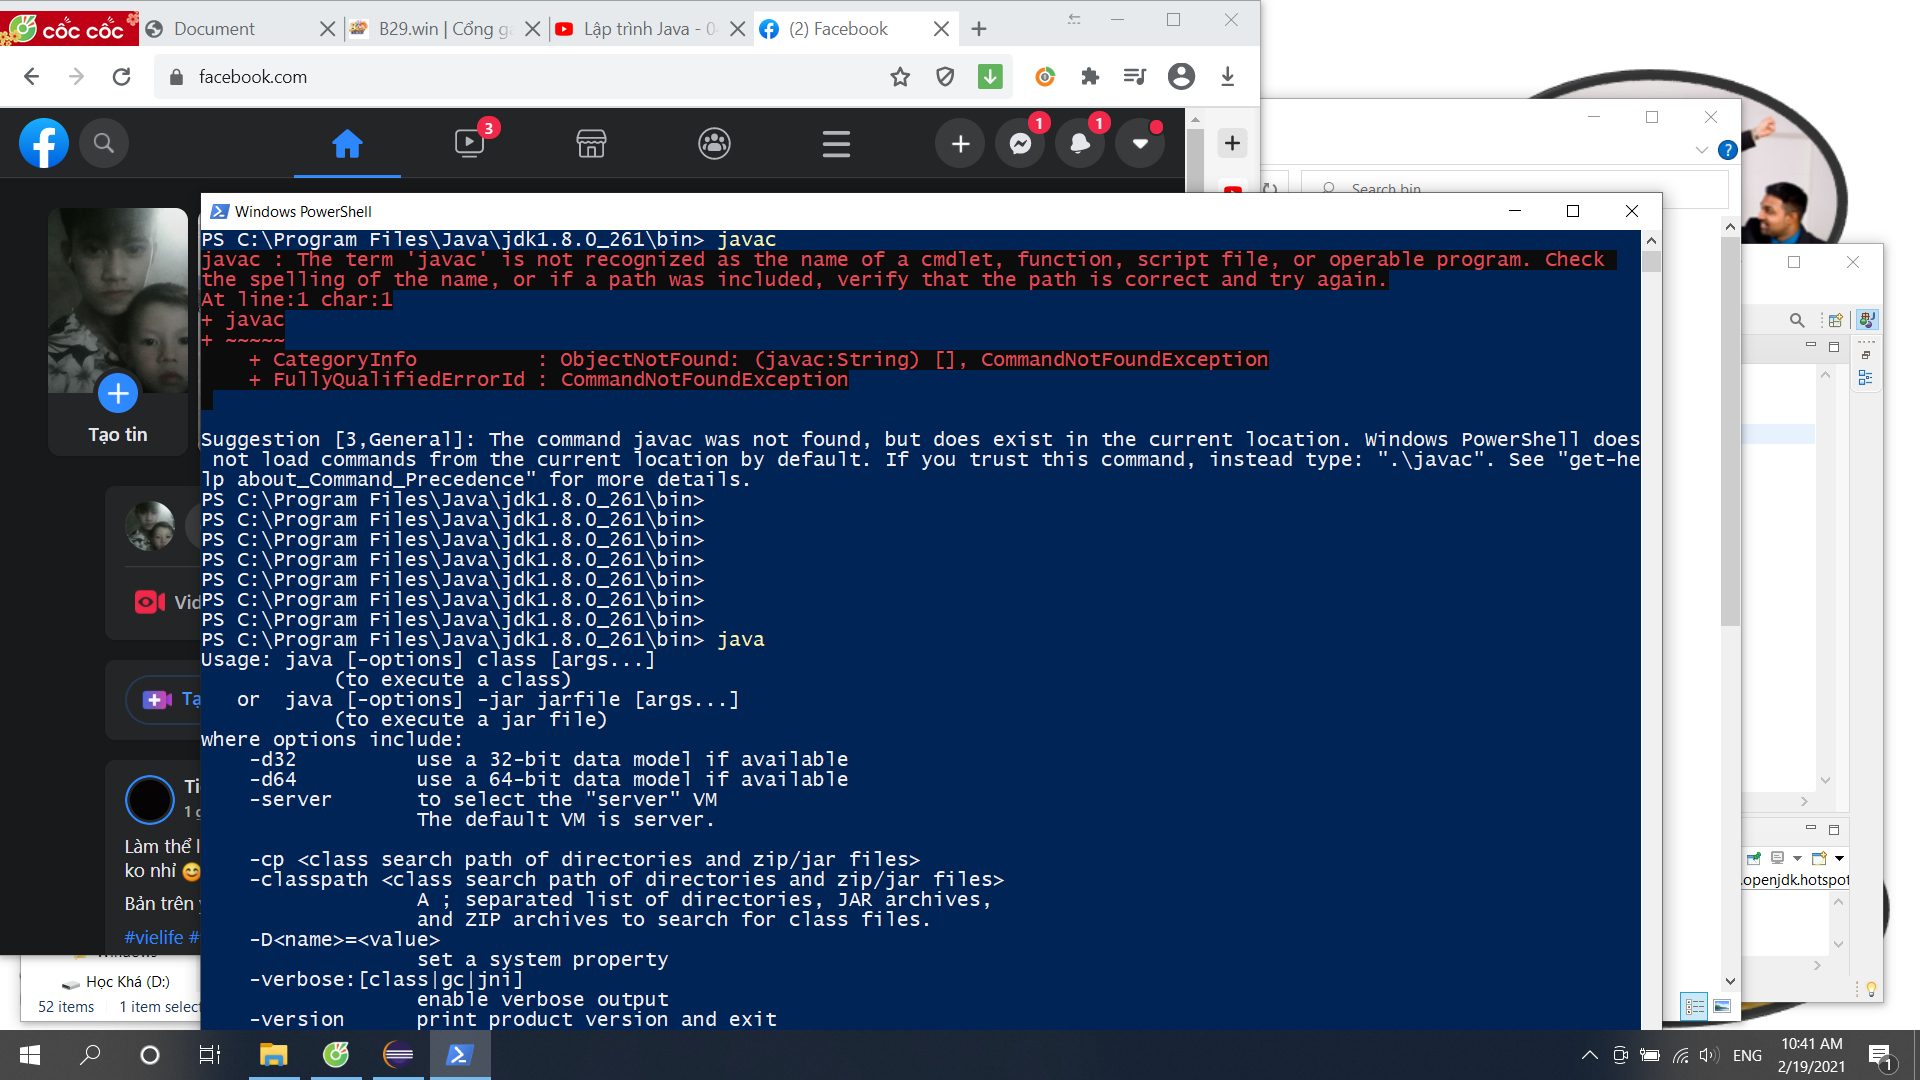 cốc cốc
Document
B29.win | Cổng ga
Lập trình Java - 04
(2) Facebook
facebook.com
3
1
1
Search bin
Tạo tin
Vid
Tạ
Ti
1 g
Làm thể l
ko nhỉ 😊
Bản trên y
#vielife #
Windows
Học Khá (D:)
52 items
1 item select
Windows PowerShell
PS C:\Program Files\Java\jdk1.8.0_261\bin> javac
javac : The term 'javac' is not recognized as the name of a cmdlet, function, script file, or operable program. Check
the spelling of the name, or if a path was included, verify that the path is correct and try again.
At line:1 char:1
+ javac
+ ~~~~~
    + CategoryInfo          : ObjectNotFound: (javac:String) [], CommandNotFoundException
    + FullyQualifiedErrorId : CommandNotFoundException
Suggestion [3,General]: The command javac was not found, but does exist in the current location. Windows PowerShell does
 not load commands from the current location by default. If you trust this command, instead type: ".\javac". See "get-he
lp about_Command_Precedence" for more details.
PS C:\Program Files\Java\jdk1.8.0_261\bin>
PS C:\Program Files\Java\jdk1.8.0_261\bin>
PS C:\Program Files\Java\jdk1.8.0_261\bin>
PS C:\Program Files\Java\jdk1.8.0_261\bin>
PS C:\Program Files\Java\jdk1.8.0_261\bin>
PS C:\Program Files\Java\jdk1.8.0_261\bin>
PS C:\Program Files\Java\jdk1.8.0_261\bin>
PS C:\Program Files\Java\jdk1.8.0_261\bin> java
Usage: java [-options] class [args...]
           (to execute a class)
   or  java [-options] -jar jarfile [args...]
           (to execute a jar file)
where options include:
    -d32          use a 32-bit data model if available
    -d64          use a 64-bit data model if available
    -server       to select the "server" VM
                  The default VM is server.
    -cp <class search path of directories and zip/jar files>
    -classpath <class search path of directories and zip/jar files>
                  A ; separated list of directories, JAR archives,
                  and ZIP archives to search for class files.
    -D<name>=<value>
                  set a system property
    -verbose:[class|gc|jni]
                  enable verbose output
    -version      print product version and exit
.openjdk.hotspot
ENG
10:41 AM
2/19/2021
1